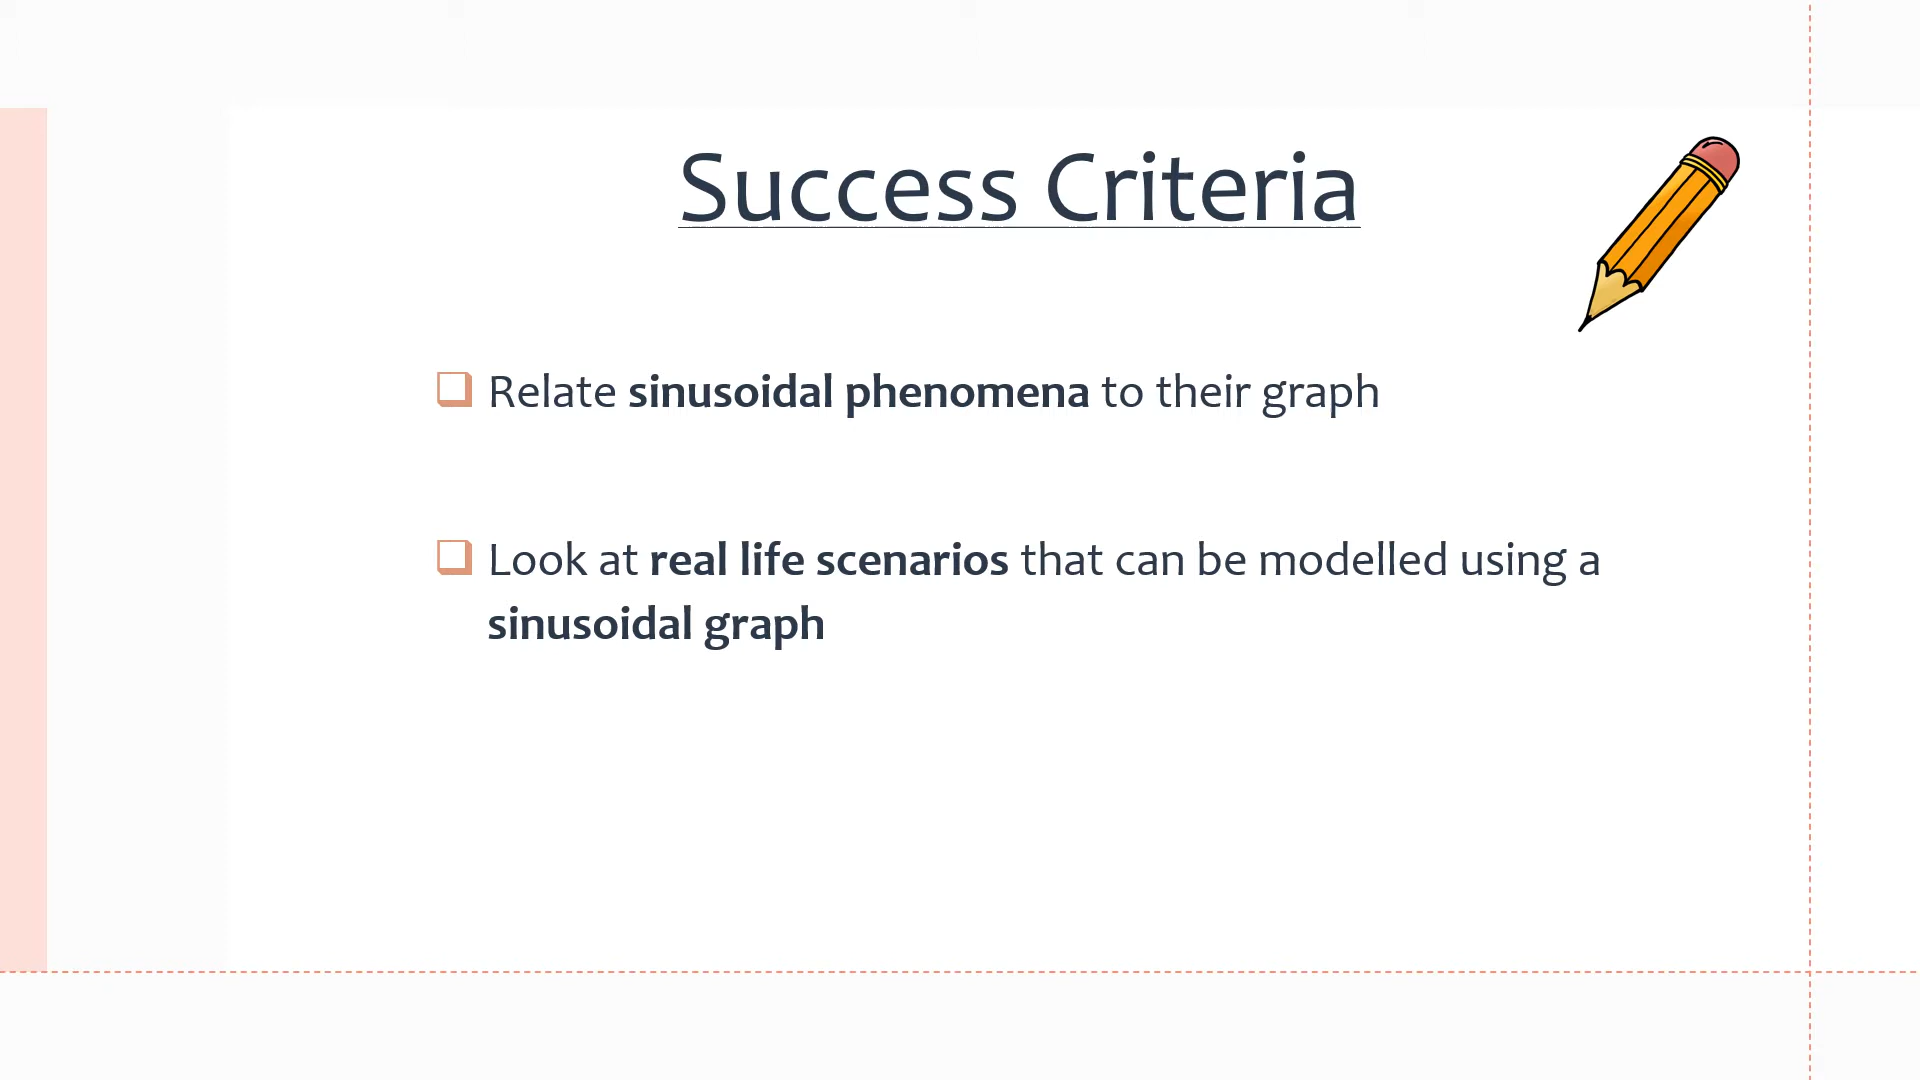 Success Criteria
Relate sinusoidal phenomena to their graph
Look at real life scenarios that can be modelled using a
sinusoidal graph